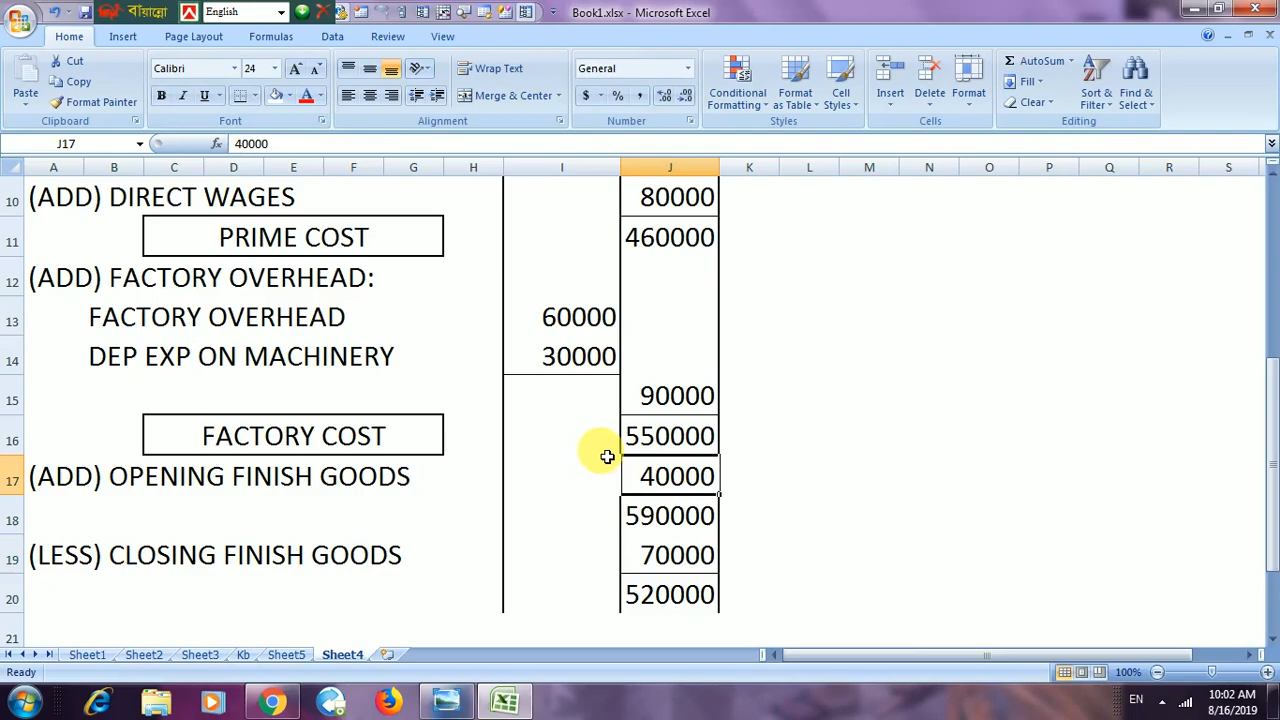 বায়ান্নো English Book1.xlsx - Microsoft Excel
Home Insert Page Layout Formulas Data Review View
Paste Cut Copy Format Painter Clipboard
Calibri 24 B I U A A A Font
Wrap Text Merge & Center Alignment
General $ % , Number
Conditional Formatting Format as Table Cell Styles Styles
Insert Delete Format Cells
Σ AutoSum Fill Clear Sort & Filter Find & Select Editing
J17 fx 40000
A B C D E F G H I J K L M N O P Q R S
10 (ADD) DIRECT WAGES 80000
11 PRIME COST 460000
12 (ADD) FACTORY OVERHEAD:
13 FACTORY OVERHEAD 60000
14 DEP EXP ON MACHINERY 30000
15 90000
16 FACTORY COST 550000
17 (ADD) OPENING FINISH GOODS 40000
18 590000
19 (LESS) CLOSING FINISH GOODS 70000
20 520000
21
Sheet1 Sheet2 Sheet3 Kb Sheet5 Sheet4
Ready 100%
EN 10:02 AM
8/16/2019